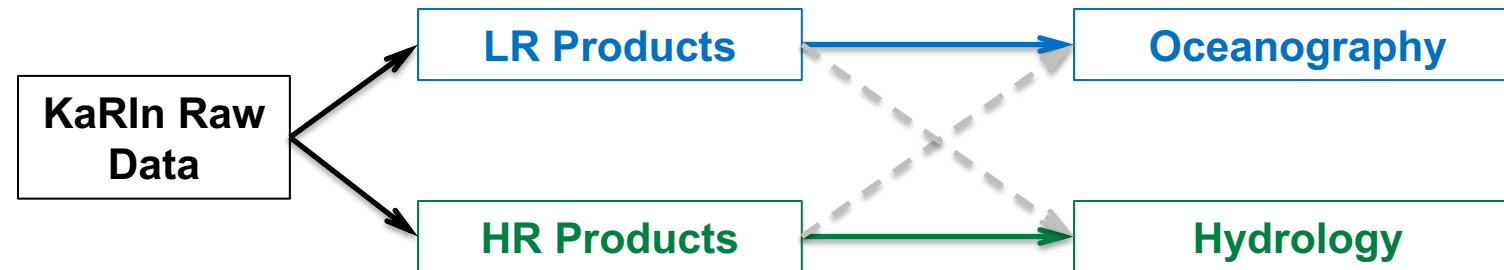 LR Products
Oceanography
KaRIn Raw
Data
HR Products
Hydrology